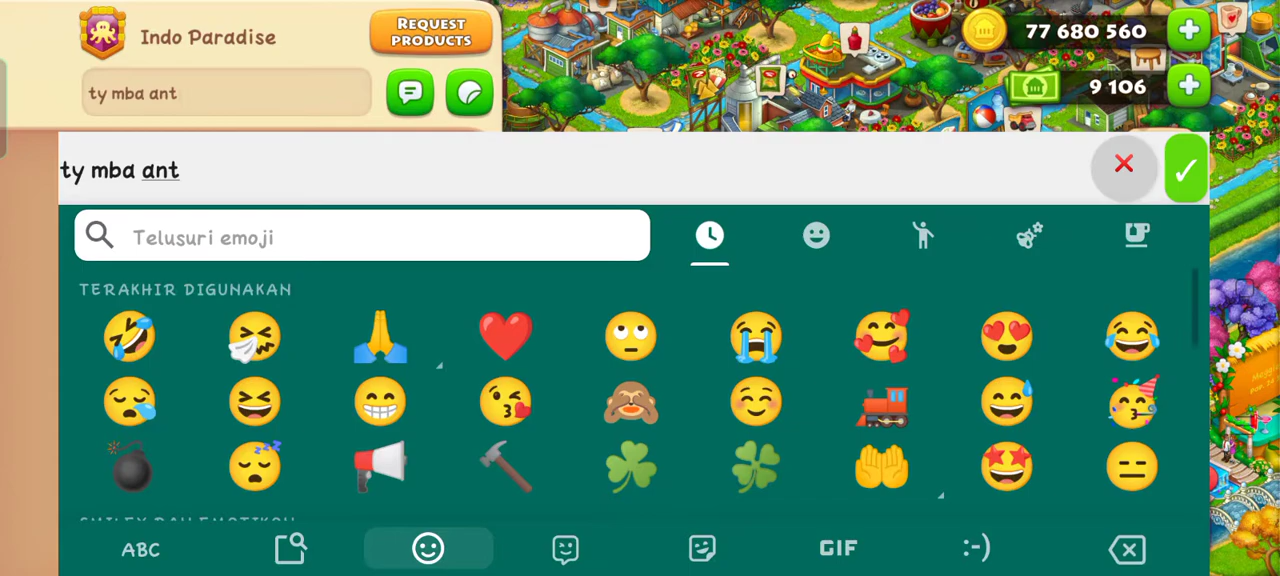 Indo Paradise
REQUEST
PRODUCTS
77 680 560
ty mba ant
9 106
ty mba ant
Telusuri emoji
TERAKHIR DIGUNAKAN
ABC
GIF
:-)